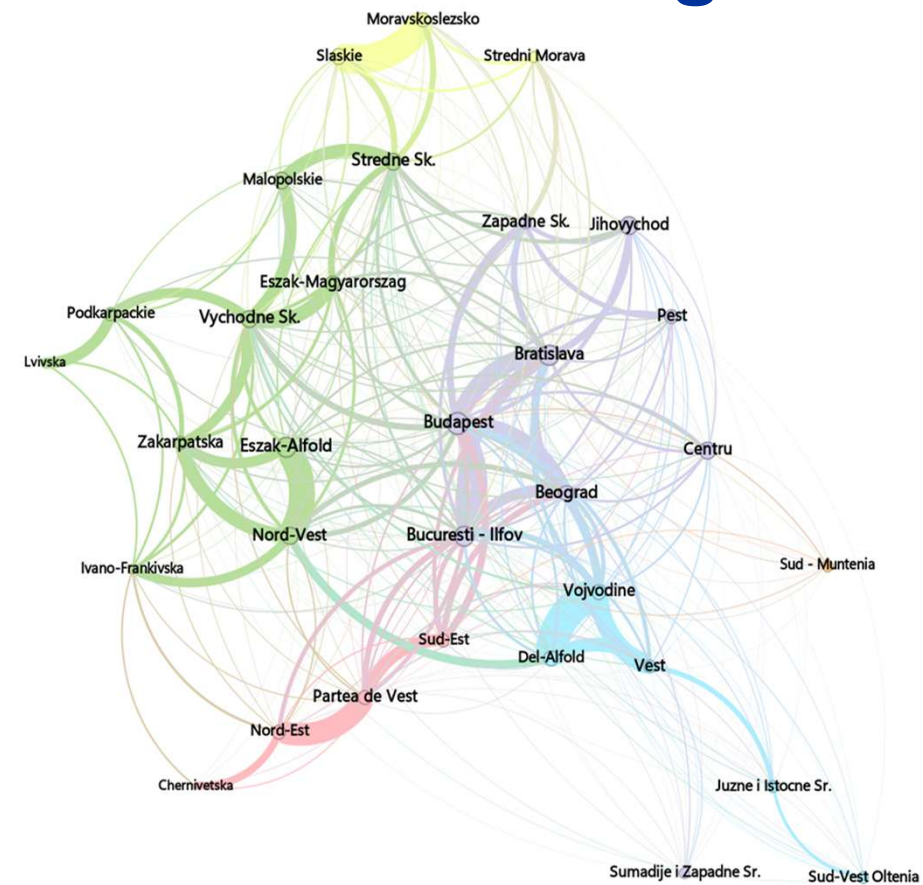 Moravskoslezsko
Slaskie
Stredni Morava
Stredne Sk.
Malopolskie
Zapadne Sk.
Jihovychod
Eszak-Magyarorszag
Podkarpackie
Vychodne Sk.
Pest
Lvivska
Bratislava
Budapest
Zakarpatska
Eszak-Alfold
Centru
Beograd
Nord-Vest
Bucuresti - Ilfov
Ivano-Frankivska
Sud - Muntenia
Vojvodine
Sud-Est
Del-Alfold
Vest
Partea de Vest
Nord-Est
Chernivetska
Juzne i Istocne Sr.
Sumadije i Zapadne Sr.
Sud-Vest Oltenia